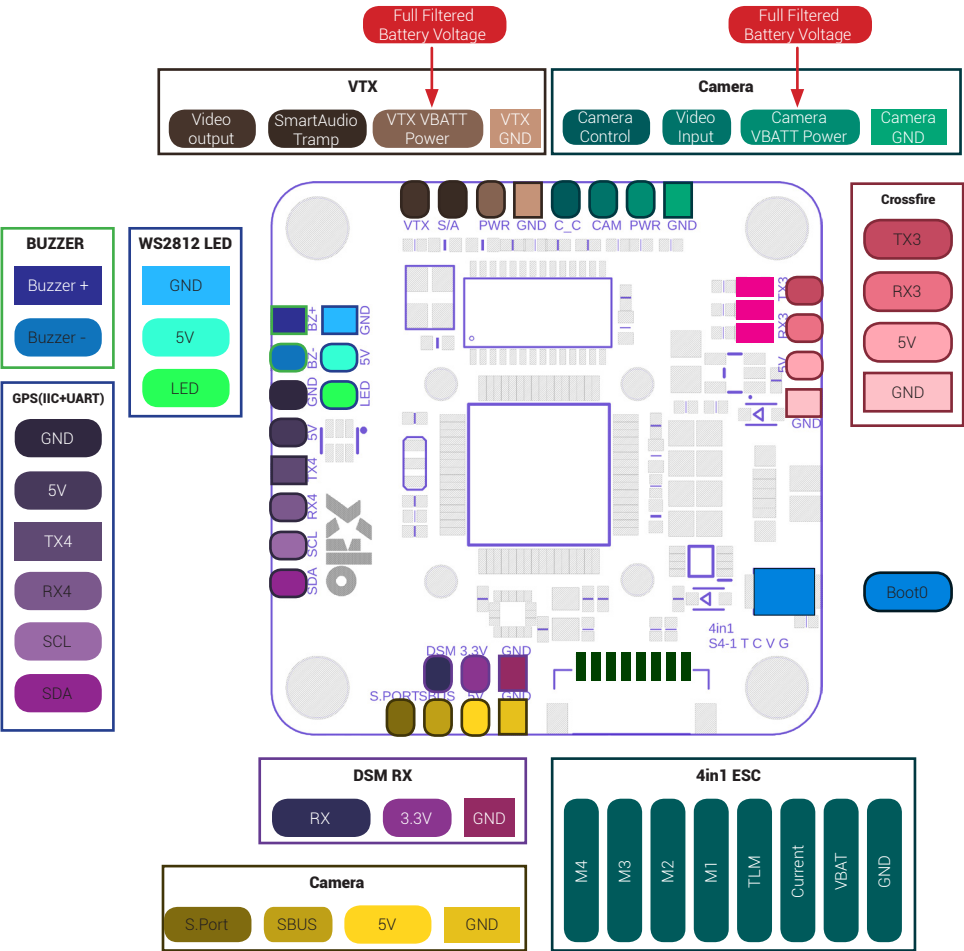 Full Filtered
Battery Voltage
Full Filtered
Battery Voltage
VTX
Video
output
SmartAudio
Tramp
VTX VBATT
Power
VTX
GND
Camera
Camera
Control
Video
Input
Camera
VBATT Power
Camera
GND
VTX S/A PWR GND C_C CAM PWR GND
BUZZER
Buzzer +
Buzzer -
WS2812 LED
GND
5V
LED
GPS(IIC+UART)
GND
5V
TX4
RX4
SCL
SDA
BZ+
BZ-
GND
5V
TX4
RX4
SCL
SDA
GND
5V
LED
TX3
RX3
5V
GND
Crossfire
TX3
RX3
5V
GND
Boot0
4in1
S4-1 T C V G
DSM 3.3V GND
S.PORT SBUS 5V GND
DSM RX
RX
3.3V
GND
Camera
S.Port
SBUS
5V
GND
4in1 ESC
M4
M3
M2
M1
TLM
Current
VBAT
GND